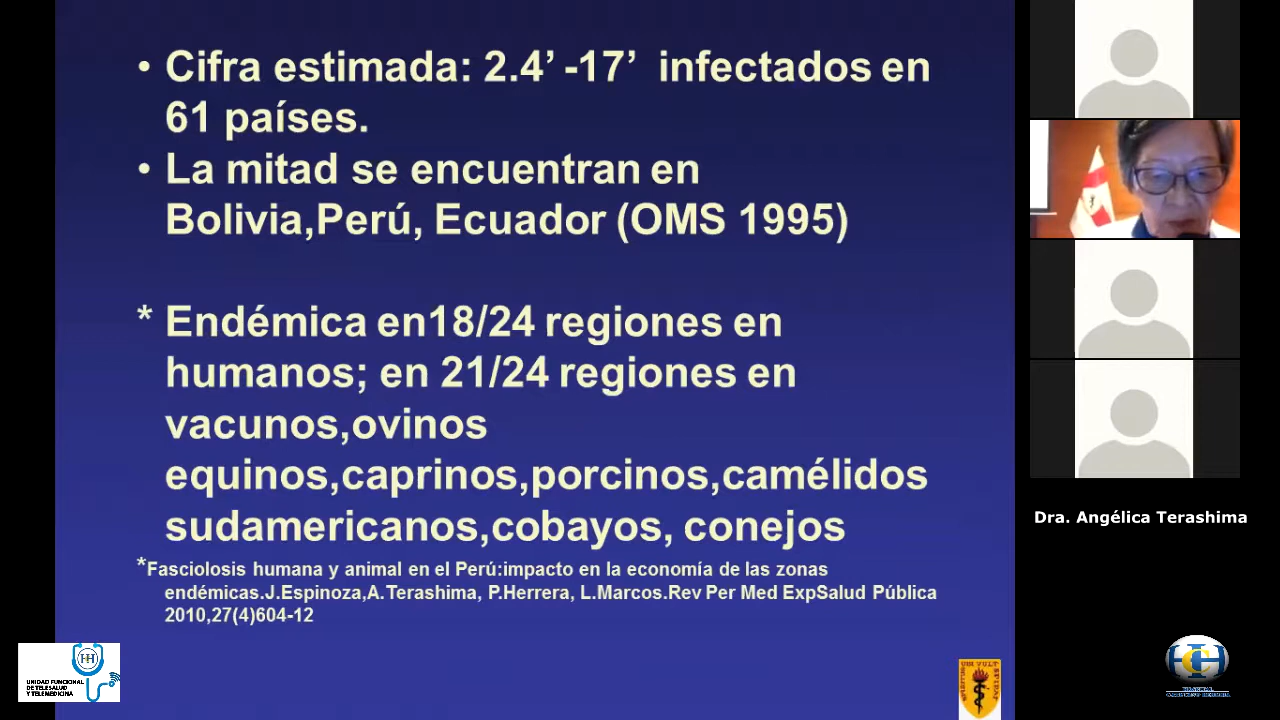 • Cifra estimada: 2.4’ -17’ infectados en
61 países.
• La mitad se encuentran en
Bolivia,Perú, Ecuador (OMS 1995)
* Endémica en18/24 regiones en
humanos; en 21/24 regiones en
vacunos,ovinos
equinos,caprinos,porcinos,camélidos
sudamericanos,cobayos, conejos
*Fasciolosis humana y animal en el Perú:impacto en la economía de las zonas
endémicas.J.Espinoza,A.Terashima, P.Herrera, L.Marcos.Rev Per Med ExpSalud Pública
2010,27(4)604-12
Dra. Angélica Terashima
UNIDAD FUNCIONAL
DE TELESALUD
Y TELEMEDICINA